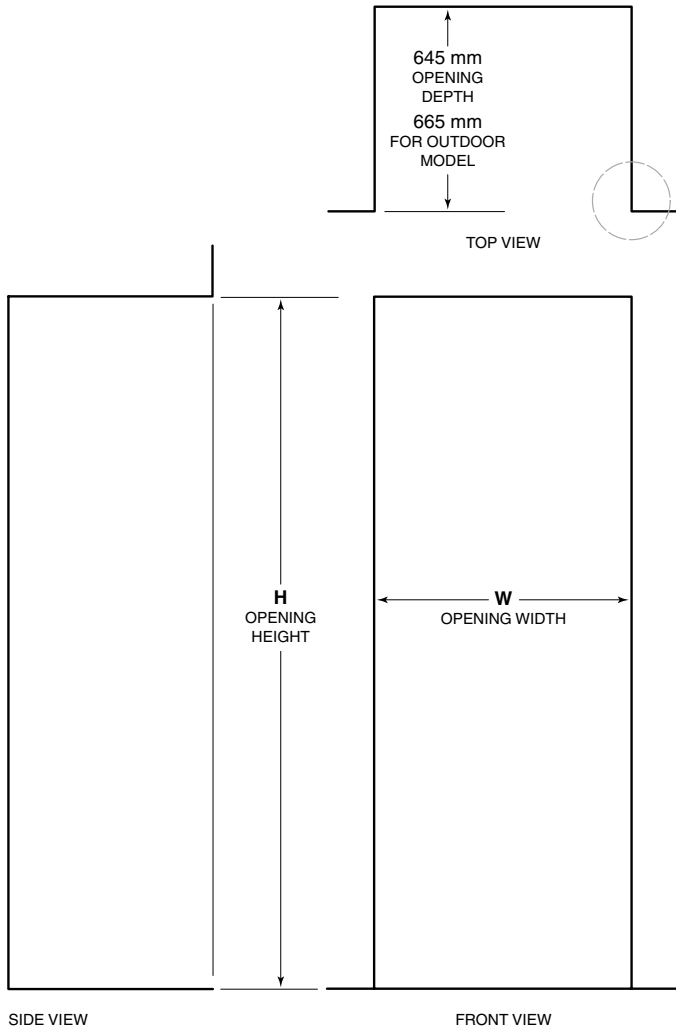 645 mm
OPENING
DEPTH
665 mm
FOR OUTDOOR
MODEL
TOP VIEW
H
OPENING
HEIGHT
W
OPENING WIDTH
SIDE VIEW
FRONT VIEW